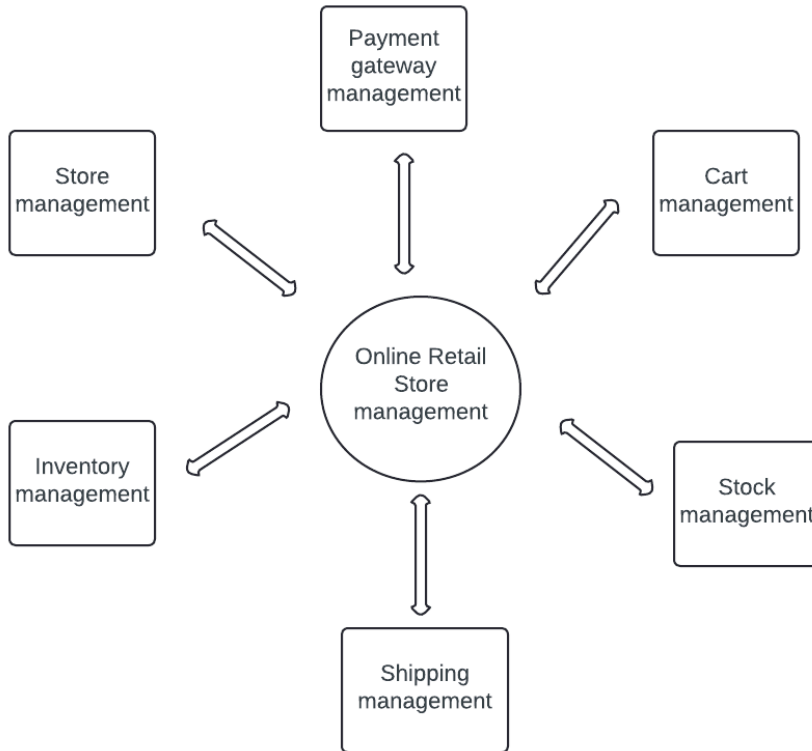 Payment
gateway
management
Store
management
Cart
management
Online Retail
Store
management
Inventory
management
Stock
management
Shipping
management